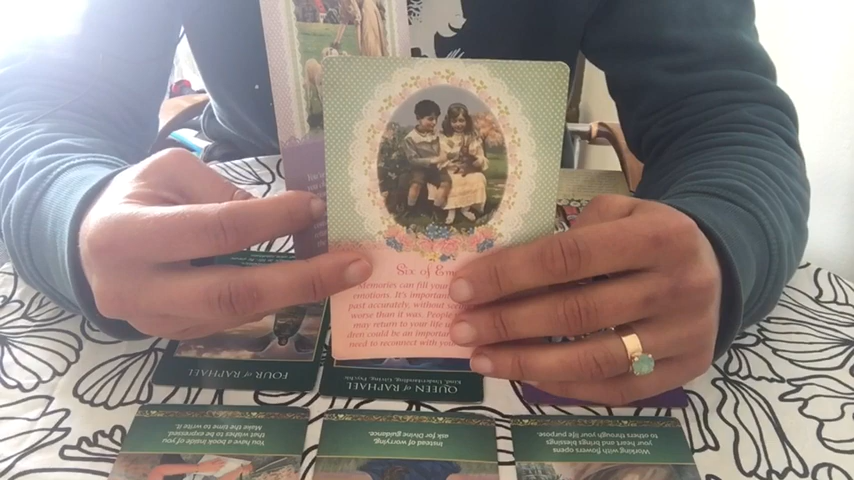 Six of Em
Memories can fill you
emotions. It's importan
past accurately, without
worse than it was. People
may return to your life
dren could be an importan
need to reconnect with you
FOUR OF RAPHAEL
QUEEN OF RAPHAEL
Kind, Understanding, Giving,
You have a book inside of you
that wishes to be expressed.
Make the time to write it.
Instead of worrying,
ask for Divine guidance.
Working with flowers opens
your heart and brings blessings
to others through your life purpose.